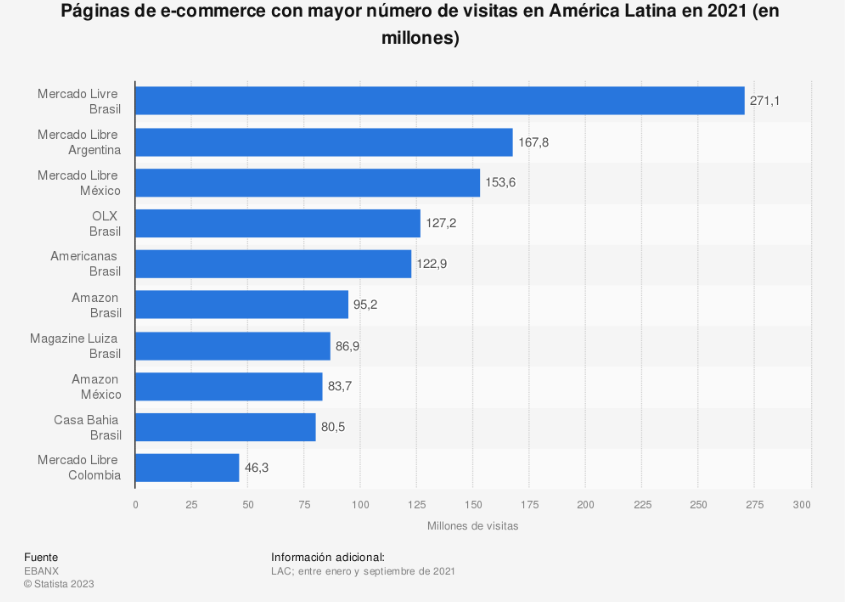 Páginas de e-commerce con mayor número de visitas en América Latina en 2021 (en
millones)
Mercado Livre
Brasil
271,1
Mercado Libre
Argentina
167,8
Mercado Libre
México
153,6
OLX
Brasil
127,2
Americanas
Brasil
122,9
Amazon
Brasil
95,2
Magazine Luiza
Brasil
86,9
Amazon
México
83,7
Casa Bahia
Brasil
80,5
Mercado Libre
Colombia
46,3
0 25 50 75 100 125 150 175 200 225 250 275 300
Millones de visitas
Fuente
EBANX
© Statista 2023
Información adicional:
LAC; entre enero y septiembre de 2021